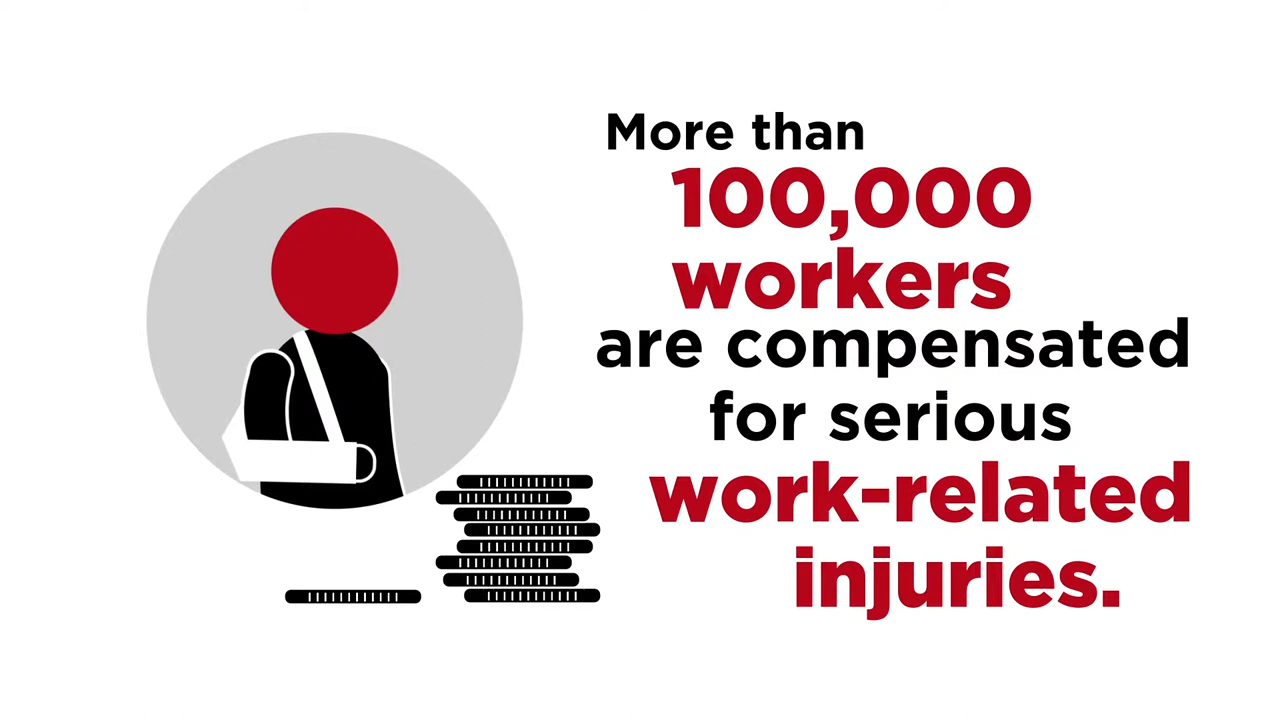 More than
100,000
workers
are compensated
for serious
work-related
injuries.